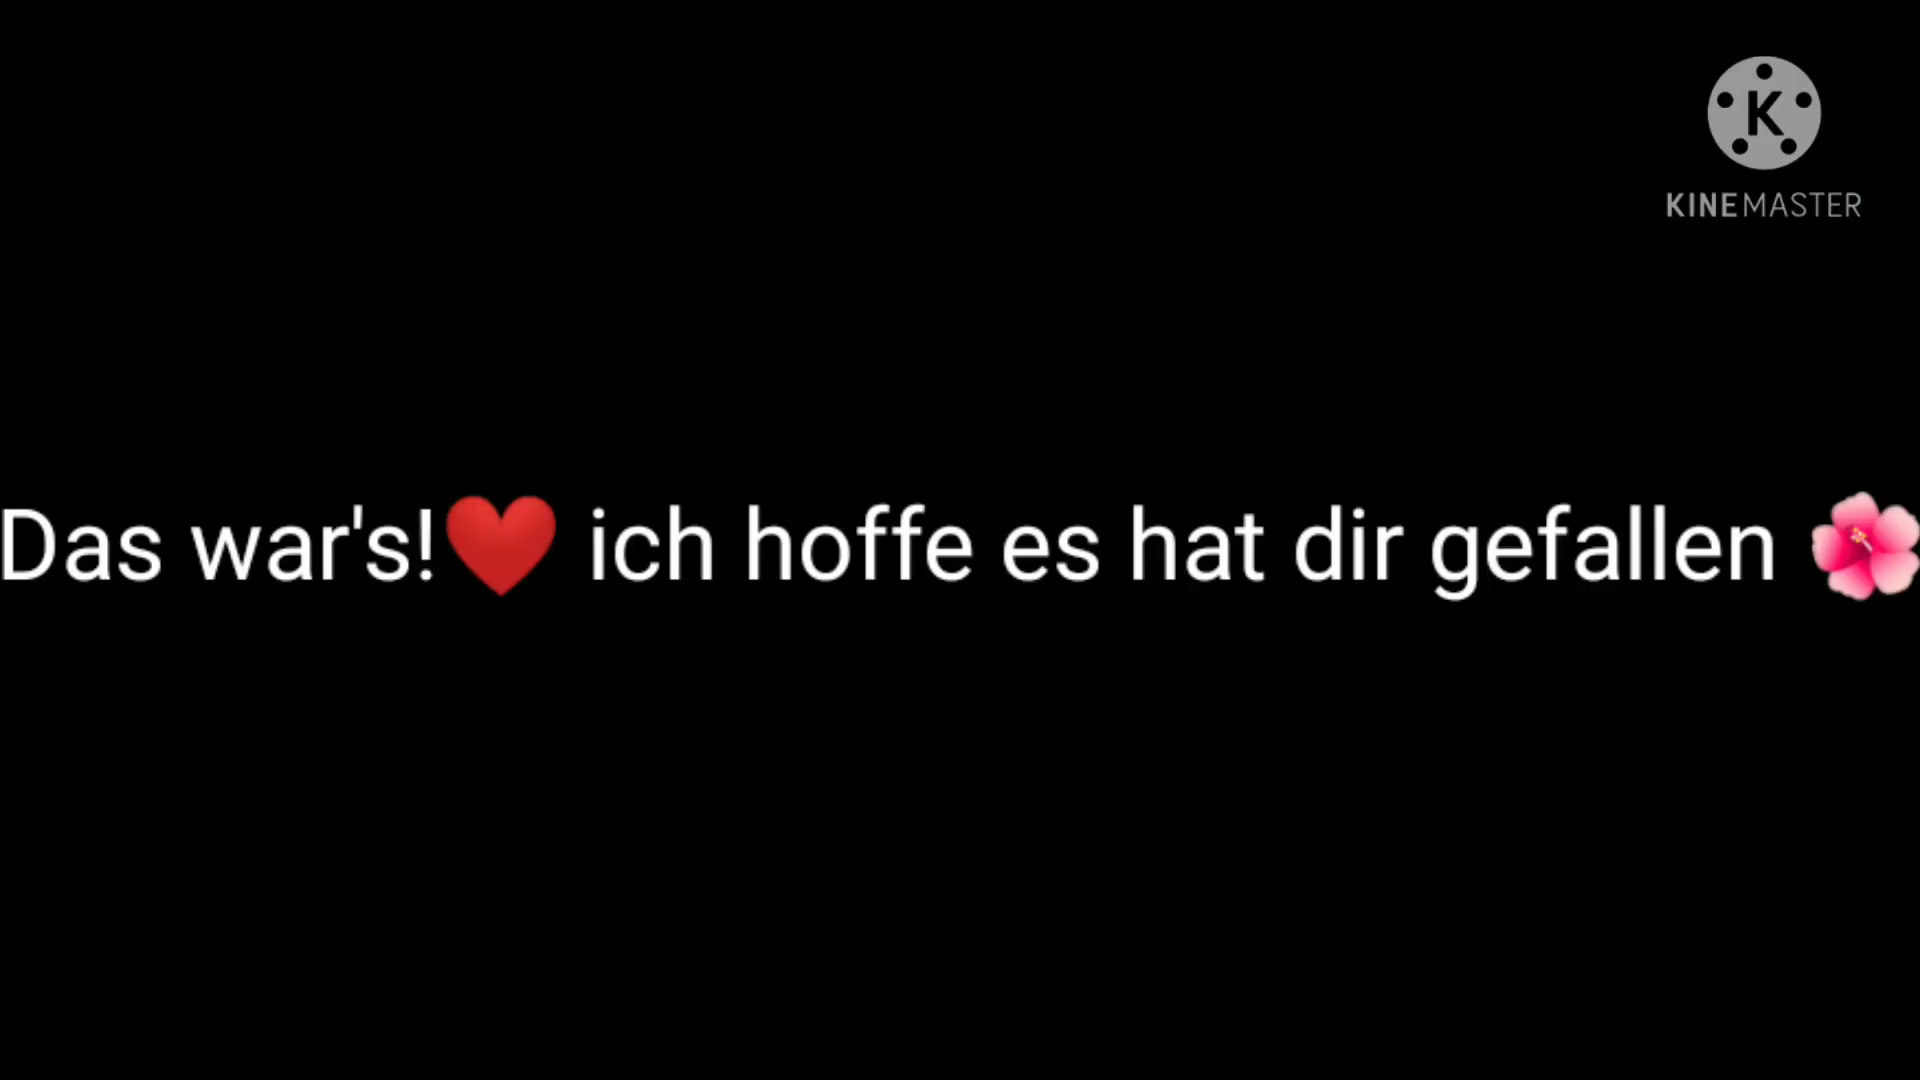 K
KINEMASTER
Das war's!❤️ ich hoffe es hat dir gefallen 🌺